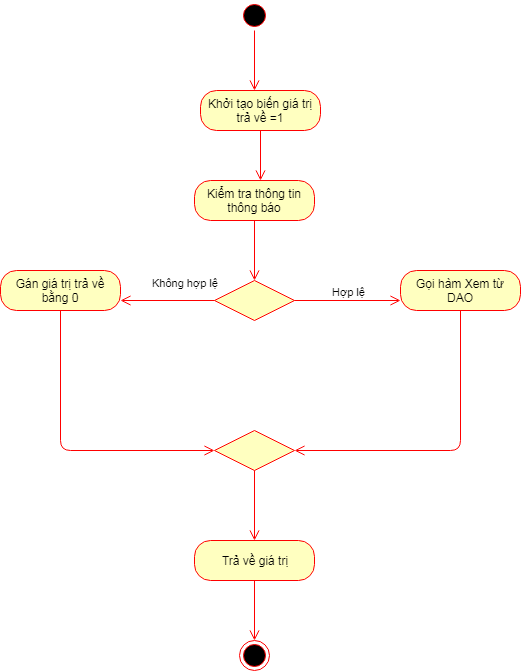 Khởi tạo biến giá trị
trả về =1
Kiểm tra thông tin
thông báo
Không hợp lệ
Hợp lệ
Gán giá trị trả về
bằng 0
Gọi hảm Xem từ
DAO
Trả về giá trị